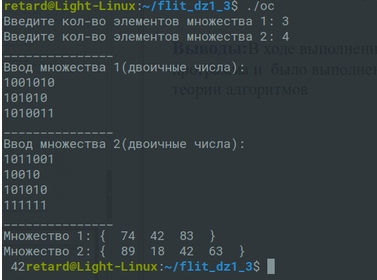 retard@Light-Linux:~/flit_dz1_3$ ./oc
Введите кол-во элементов множества 1: 3
Введите кол-во элементов множества 2: 4
_______________
Ввод множества 1(двоичные числа):
1001010
101010
1010011
_______________
Ввод множества 2(двоичные числа):
1011001
10010
101010
111111
_______________
Множество 1: {  74  42  83  }
Множество 2: {  89  18  42  63  }
 42retard@Light-Linux:~/flit_dz1_3$
Выводы:В ходе выполнени
было выполнен
теории алгоритмов